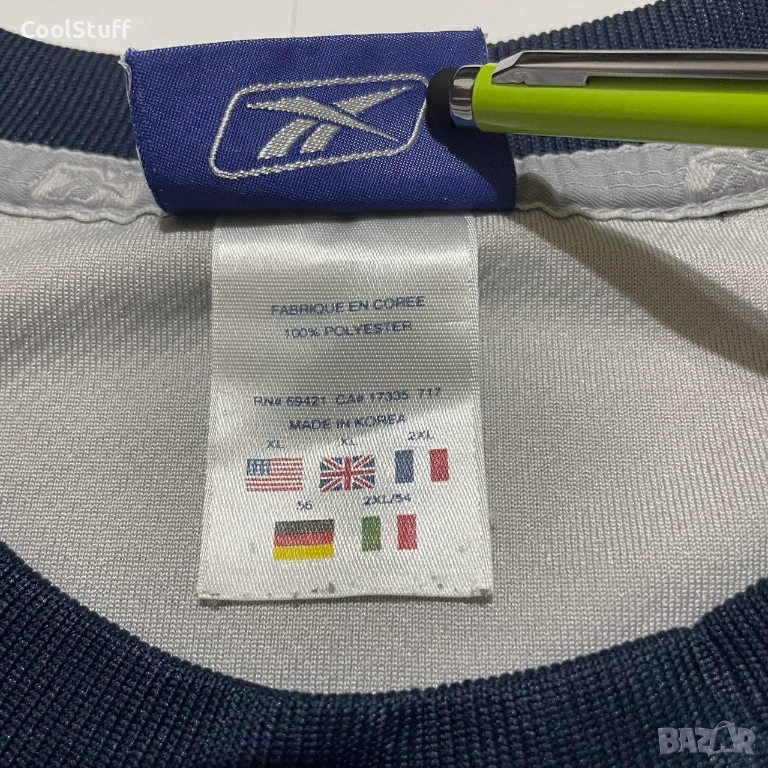 CoolStuff
FABRIQUE EN COREE
100% POLYESTER
RN# 69421 CA# 17335 717
MADE IN KOREA
XL XL 2XL
56 2XL/54
BAZAR